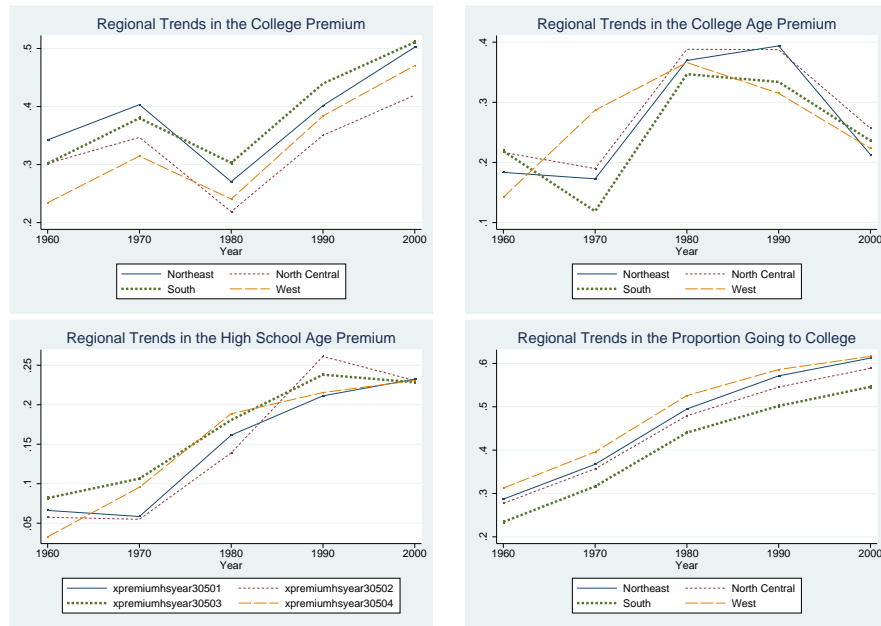 Regional Trends in the College Premium
.5
.4
.3
.2
1960 1970 1980 1990 2000
Year
Northeast North Central
South West
Regional Trends in the College Age Premium
.4
.3
.2
.1
1960 1970 1980 1990 2000
Year
Northeast North Central
South West
Regional Trends in the High School Age Premium
.25
.2
.15
.1
.05
1960 1970 1980 1990 2000
Year
xpremiumhsyear30501 xpremiumhsyear30502
xpremiumhsyear30503 xpremiumhsyear30504
Regional Trends in the Proportion Going to College
.6
.5
.4
.3
.2
1960 1970 1980 1990 2000
Year
Northeast North Central
South West